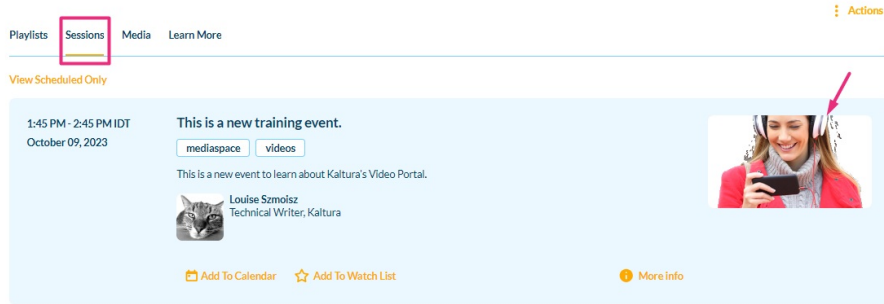 Actions
Playlists Sessions Media Learn More
View Scheduled Only
1:45 PM - 2:45 PM IDT
October 09, 2023
This is a new training event.
mediaspace videos
This is a new event to learn about Kaltura's Video Portal.
Louise Szmoisz
Technical Writer, Kaltura
Add To Calendar Add To Watch List More info